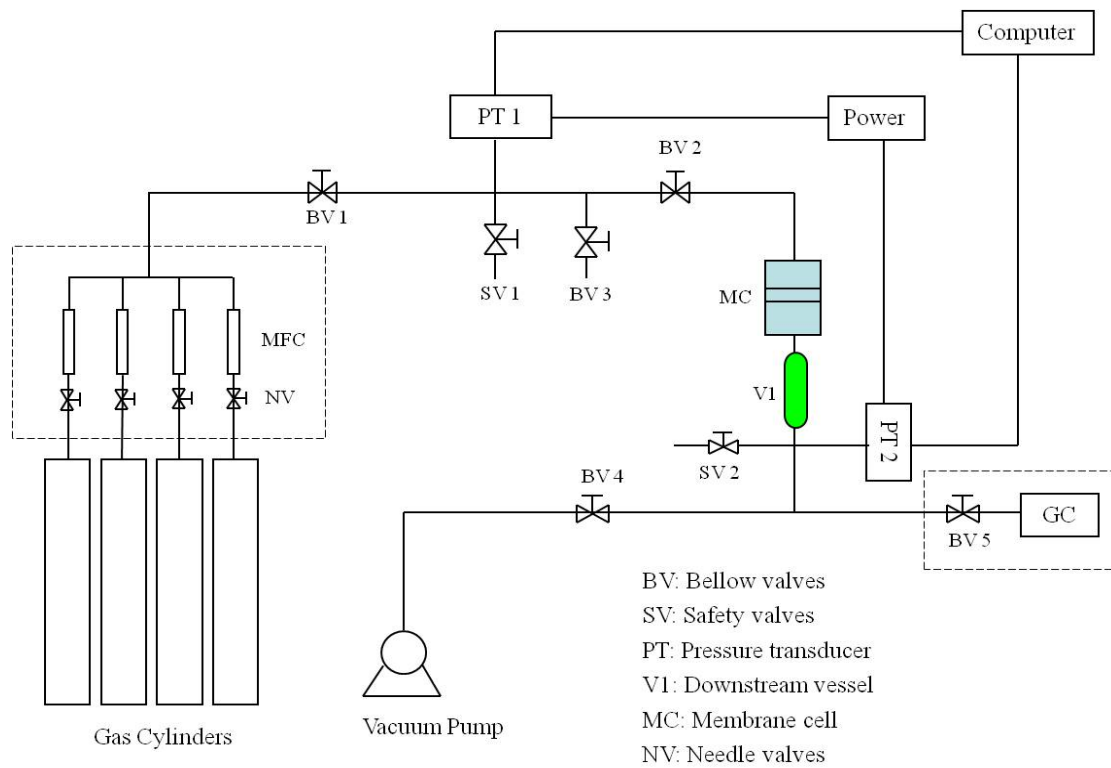 Computer
PT 1
Power
BV 2
BV 1
SV 1
BV 3
MC
MFC
NV
V1
PT 2
SV 2
BV 4
GC
BV 5
BV: Bellow valves
SV: Safety valves
PT: Pressure transducer
V1: Downstream vessel
MC: Membrane cell
NV: Needle valves
Vacuum Pump
Gas Cylinders